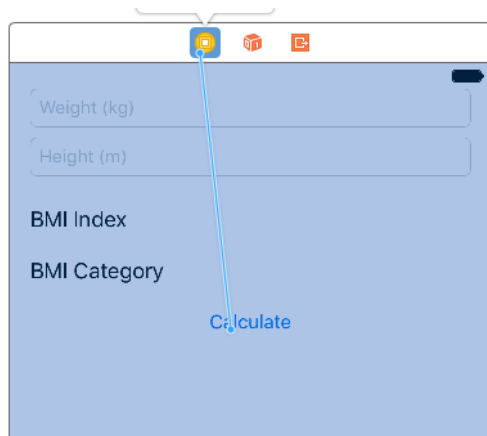 Weight (kg)
Height (m)
BMI Index
BMI Category
Calculate